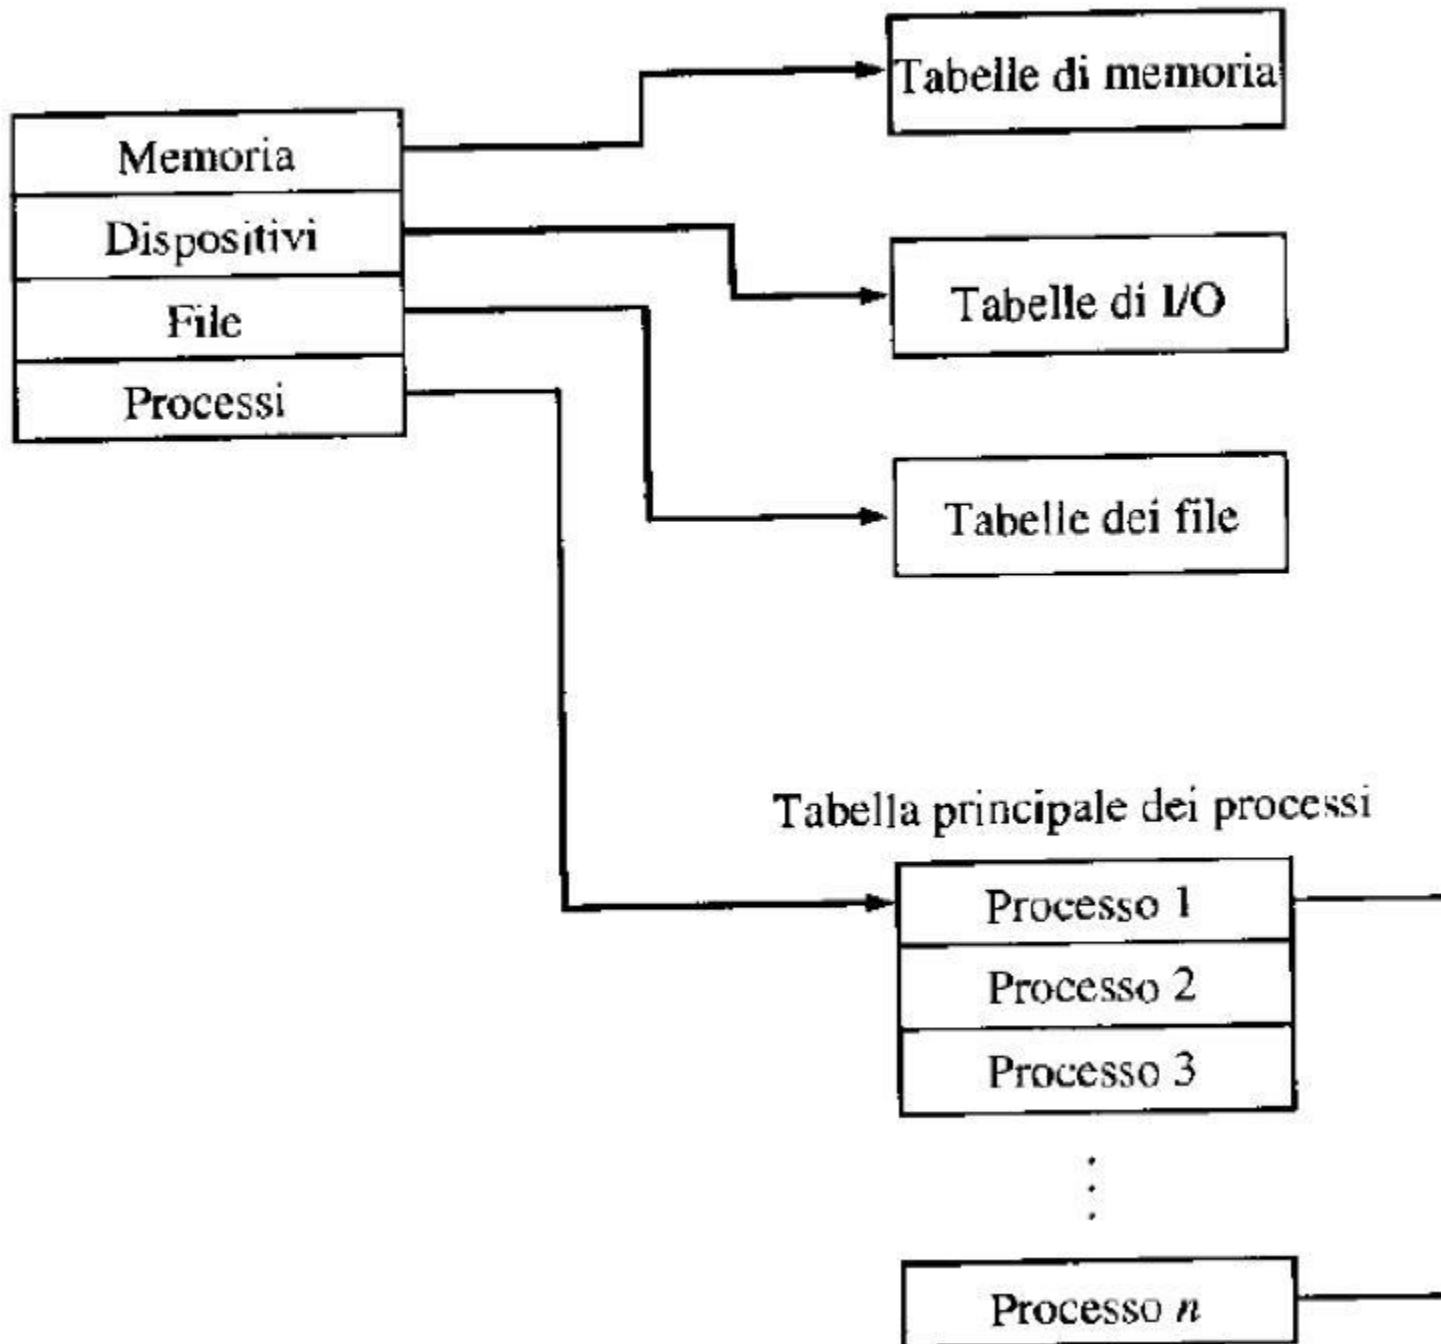 Tabelle di memoria
Memoria
Dispositivi
File
Processi
Tabelle di I/O
Tabelle dei file
Tabella principale dei processi
Processo 1
Processo 2
Processo 3
Processo n